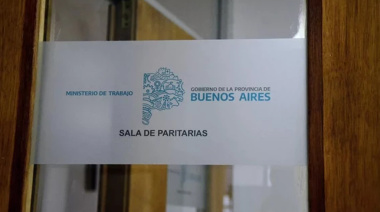 MINISTERIO DE TRABAJO
GOBIERNO DE LA PROVINCIA DE
BUENOS AIRES
SALA DE PARITARIAS